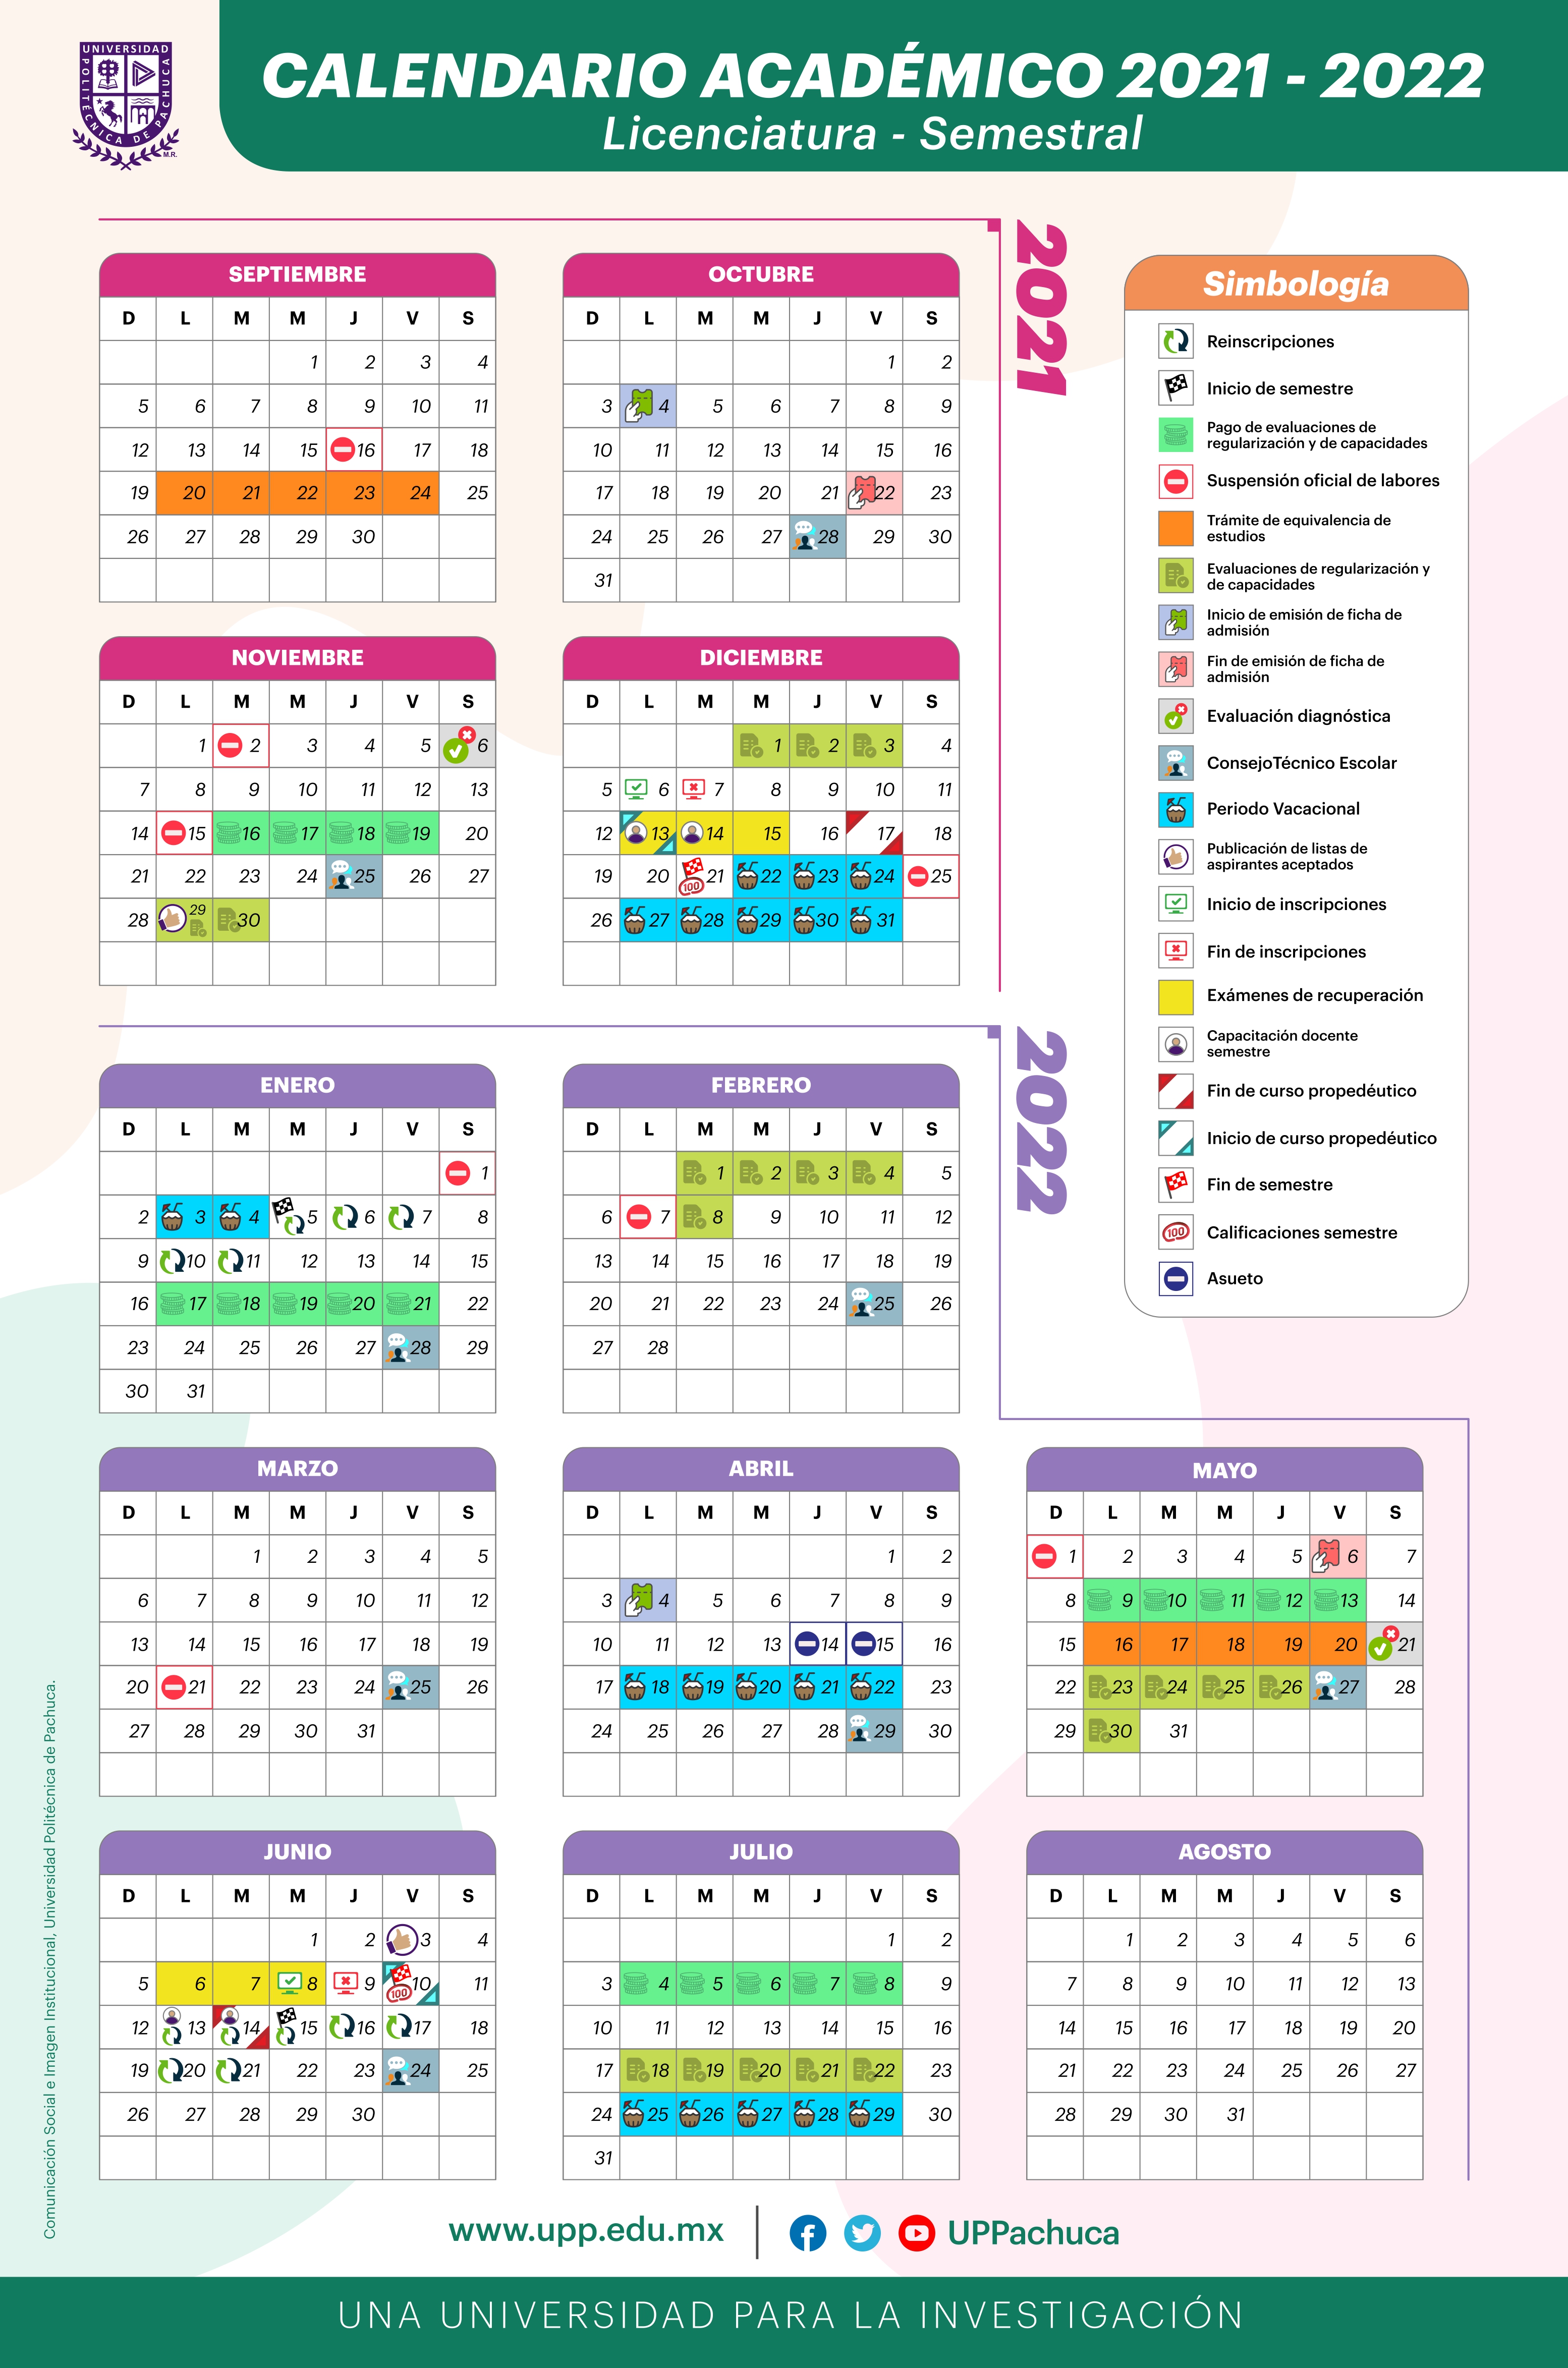 UNIVERSIDAD
POLITÉCNICA DE PACHUCA
M.R.
CALENDARIO ACADÉMICO 2021 - 2022
Licenciatura - Semestral
2021
SEPTIEMBRE
D L M M J V S
1 2 3 4
5 6 7 8 9 10 11
12 13 14 15 16 17 18
19 20 21 22 23 24 25
26 27 28 29 30
OCTUBRE
D L M M J V S
1 2
3 4 5 6 7 8 9
10 11 12 13 14 15 16
17 18 19 20 21 22 23
24 25 26 27 28 29 30
31
NOVIEMBRE
D L M M J V S
1 2 3 4 5 6
7 8 9 10 11 12 13
14 15 16 17 18 19 20
21 22 23 24 25 26 27
28 29 30
DICIEMBRE
D L M M J V S
1 2 3 4
5 6 7 8 9 10 11
12 13 14 15 16 17 18
19 20 100 21 22 23 24 25
26 27 28 29 30 31
Simbología
Reinscripciones
Inicio de semestre
Pago de evaluaciones de
regularización y de capacidades
Suspensión oficial de labores
Trámite de equivalencia de
estudios
Evaluaciones de regularización y
de capacidades
Inicio de emisión de ficha de
admisión
Fin de emisión de ficha de
admisión
Evaluación diagnóstica
ConsejoTécnico Escolar
Periodo Vacacional
Publicación de listas de
aspirantes aceptados
Inicio de inscripciones
Fin de inscripciones
Exámenes de recuperación
Capacitación docente
semestre
Fin de curso propedéutico
Inicio de curso propedéutico
Fin de semestre
100 Calificaciones semestre
Asueto
2022
ENERO
D L M M J V S
1
2 3 4 5 6 7 8
9 10 11 12 13 14 15
16 17 18 19 20 21 22
23 24 25 26 27 28 29
30 31
FEBRERO
D L M M J V S
1 2 3 4 5
6 7 8 9 10 11 12
13 14 15 16 17 18 19
20 21 22 23 24 25 26
27 28
MARZO
D L M M J V S
1 2 3 4 5
6 7 8 9 10 11 12
13 14 15 16 17 18 19
20 21 22 23 24 25 26
27 28 29 30 31
ABRIL
D L M M J V S
1 2
3 4 5 6 7 8 9
10 11 12 13 14 15 16
17 18 19 20 21 22 23
24 25 26 27 28 29 30
MAYO
D L M M J V S
1 2 3 4 5 6 7
8 9 10 11 12 13 14
15 16 17 18 19 20 21
22 23 24 25 26 27 28
29 30 31
JUNIO
D L M M J V S
1 2 3 4
5 6 7 8 9 100 10 11
12 13 14 15 16 17 18
19 20 21 22 23 24 25
26 27 28 29 30
JULIO
D L M M J V S
1 2
3 4 5 6 7 8 9
10 11 12 13 14 15 16
17 18 19 20 21 22 23
24 25 26 27 28 29 30
31
AGOSTO
D L M M J V S
1 2 3 4 5 6
7 8 9 10 11 12 13
14 15 16 17 18 19 20
21 22 23 24 25 26 27
28 29 30 31
Comunicación Social e Imagen Institucional, Universidad Politécnica de Pachuca.
www.upp.edu.mx
UPPachuca
UNA UNIVERSIDAD PARA LA INVESTIGACIÓN